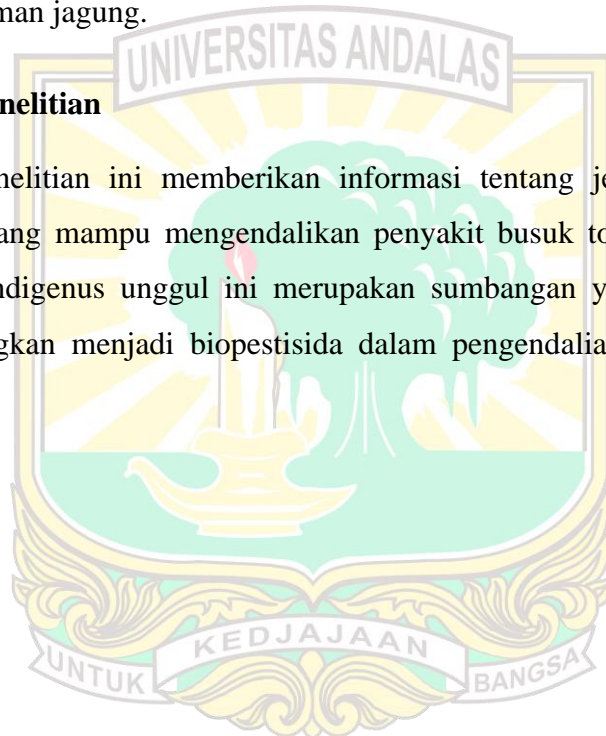 man jagung.
UNIVERSITAS ANDALAS
nelitian
nelitian ini memberikan informasi tentang je
ang mampu mengendalikan penyakit busuk to
ndigenus unggul ini merupakan sumbangan y
gkan menjadi biopestisida dalam pengendalia
UNTUK KEDJAJAAN BANGSA